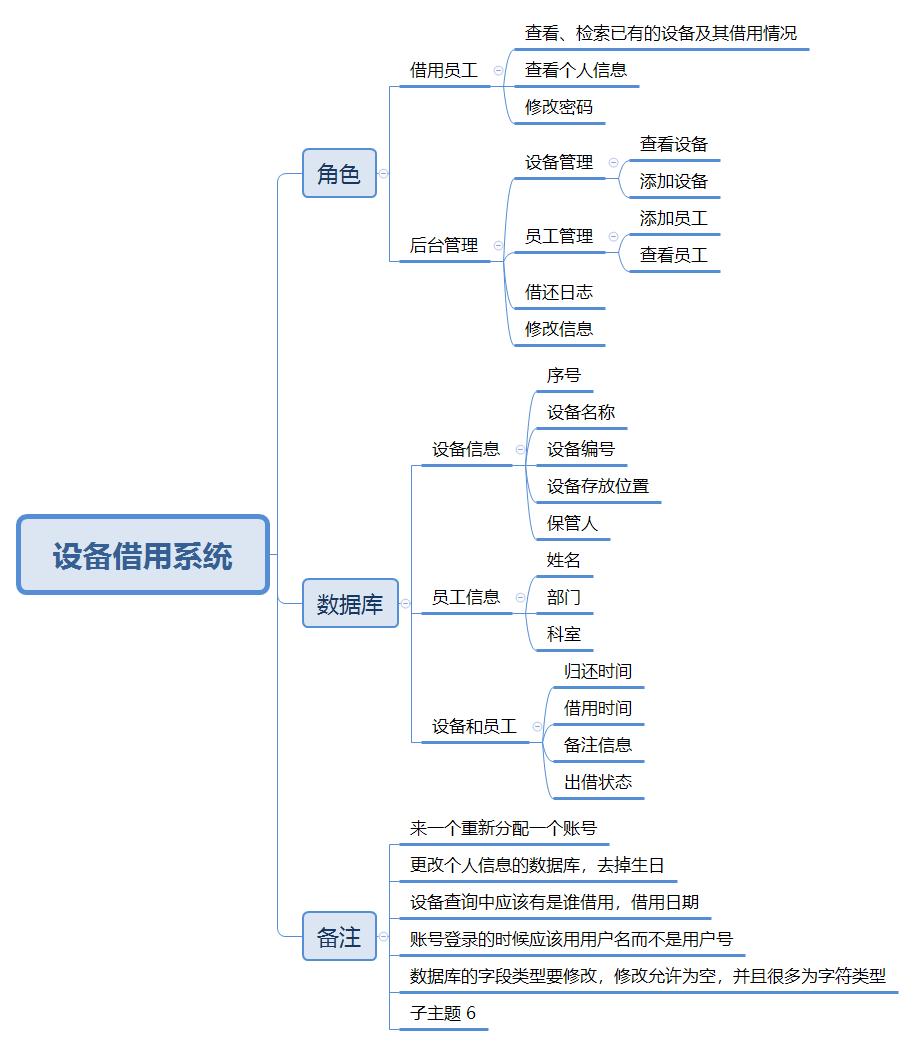 设备借用系统
角色
借用员工
查看、检索已有的设备及其借用情况
查看个人信息
修改密码
后台管理
设备管理
查看设备
添加设备
员工管理
添加员工
查看员工
借还日志
修改信息
数据库
设备信息
序号
设备名称
设备编号
设备存放位置
保管人
员工信息
姓名
部门
科室
设备和员工
归还时间
借用时间
备注信息
出借状态
备注
来一个重新分配一个账号
更改个人信息的数据库，去掉生日
设备查询中应该有是谁借用，借用日期
账号登录的时候应该用用户名而不是用户号
数据库的字段类型要修改，修改允许为空，并且很多为字符类型
子主题 6